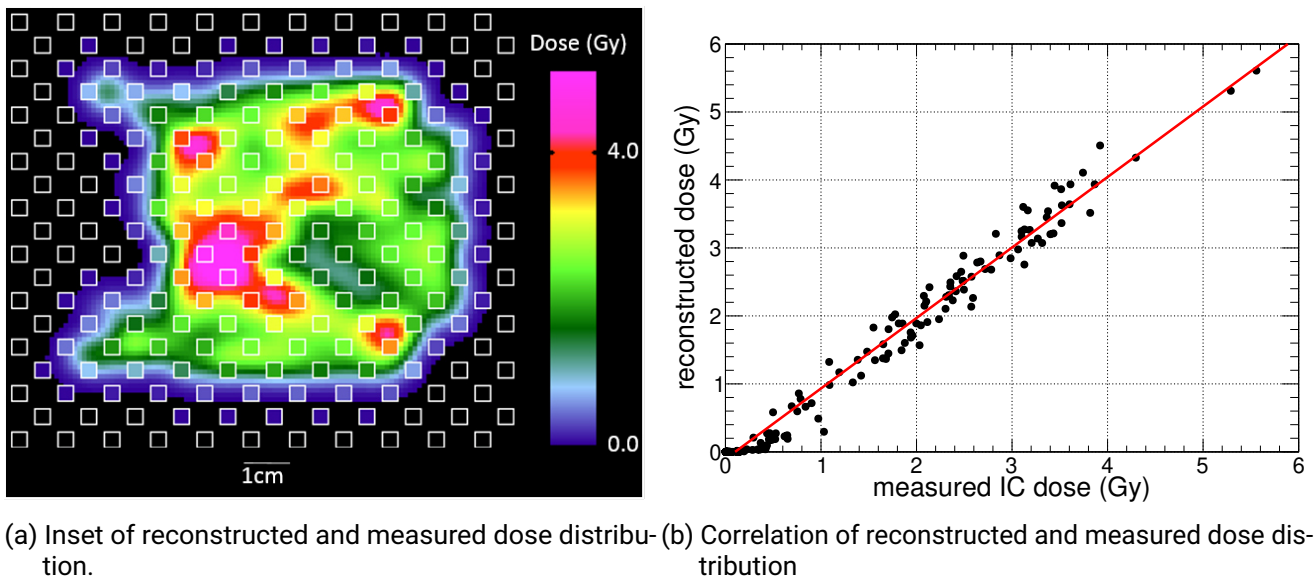 Dose (Gy)
4.0
0.0
1cm
6
5
4
3
2
1
0
reconstructed dose (Gy)
0 1 2 3 4 5 6
measured IC dose (Gy)
(a) Inset of reconstructed and measured dose distribu-
tion.
(b) Correlation of reconstructed and measured dose dis-
tribution